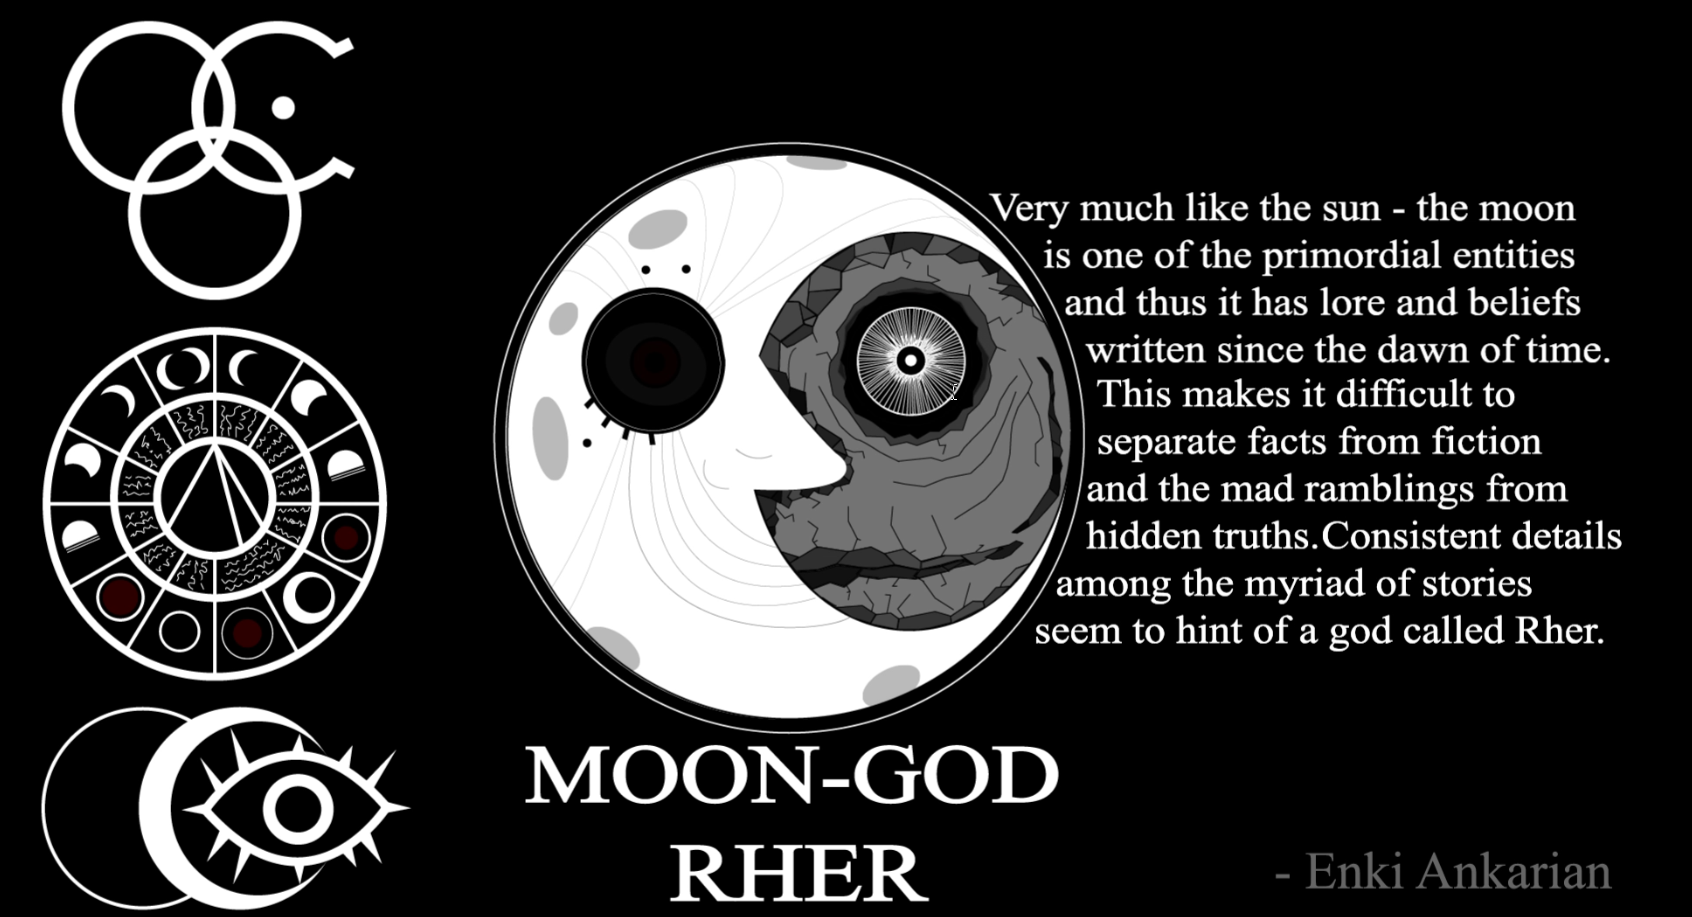 Very much like the sun - the moon
is one of the primordial entities
and thus it has lore and beliefs
written since the dawn of time.
This makes it difficult to
separate facts from fiction
and the mad ramblings from
hidden truths.Consistent details
among the myriad of stories
seem to hint of a god called Rher.
MOON-GOD
RHER
- Enki Ankarian